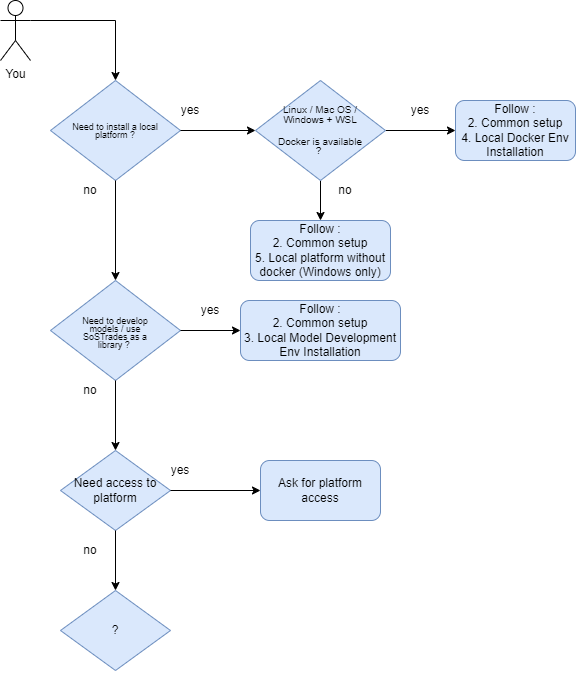 You
Need to install a local
platform ?
yes
Linux / Mac OS /
Windows + WSL
Docker is available
?
yes
Follow :
2. Common setup
4. Local Docker Env
Installation
no
no
Follow :
2. Common setup
5. Local platform without
docker (Windows only)
Need to develop
models / use
SoSTrades as a
library ?
yes
Follow :
2. Common setup
3. Local Model Development
Env Installation
no
Need access to
platform
yes
Ask for platform
access
no
?